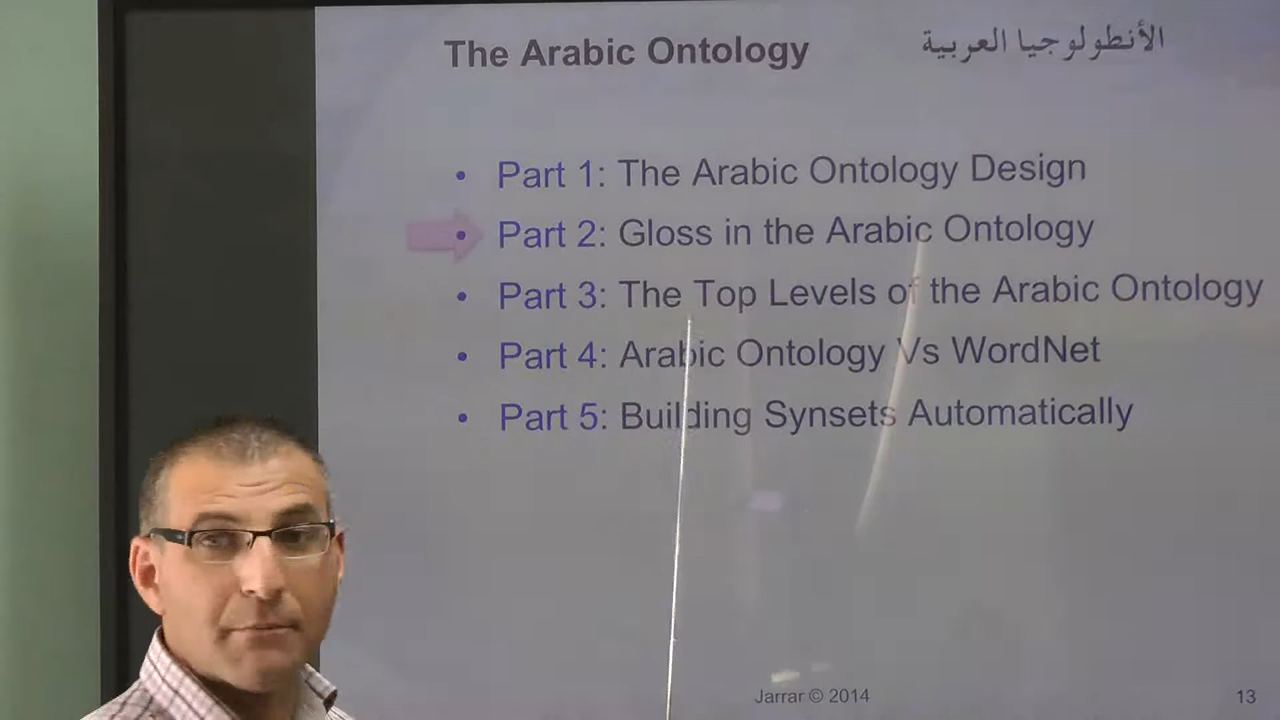 The Arabic Ontology
الأنطولوجيا العربية
• Part 1: The Arabic Ontology Design
• Part 2: Gloss in the Arabic Ontology
• Part 3: The Top Levels of the Arabic Ontology
• Part 4: Arabic Ontology Vs WordNet
• Part 5: Building Synsets Automatically
Jarrar © 2014
13